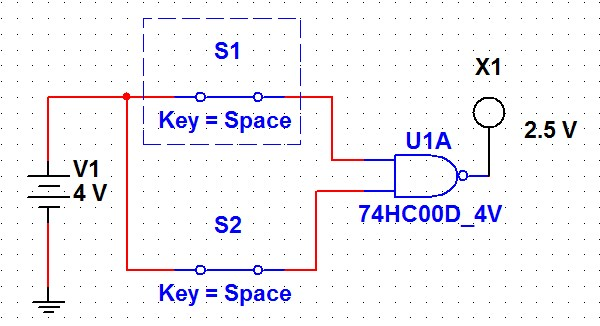 S1
X1
Key = Space
2.5 V
U1A
V1
4 V
74HC00D_4V
S2
Key = Space